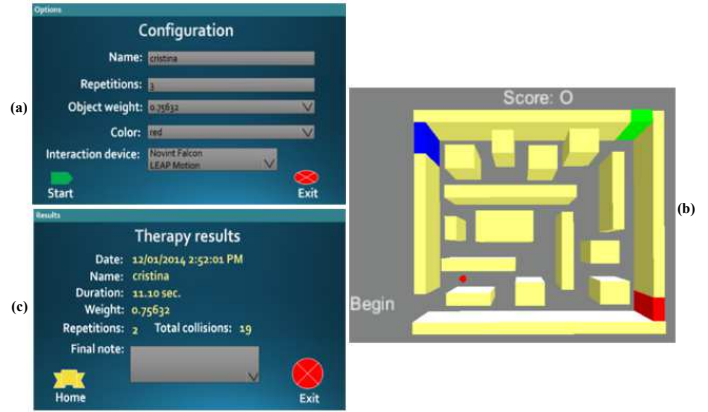 Options
Configuration
Name: cristina
Repetitions: 3
(a)
Object weight: 0.75632
Color: red
Interaction device: Novint Falcon
LEAP Motion
Start
Exit
Results
Therapy results
Date: 12/01/2014 2:52:01 PM
Name: cristina
Duration: 11.10 sec.
(c)
Weight: 0.75632
Repetitions: 2 Total collisions: 19
Final note:
Home
Exit
Score: 0
(b)
Begin